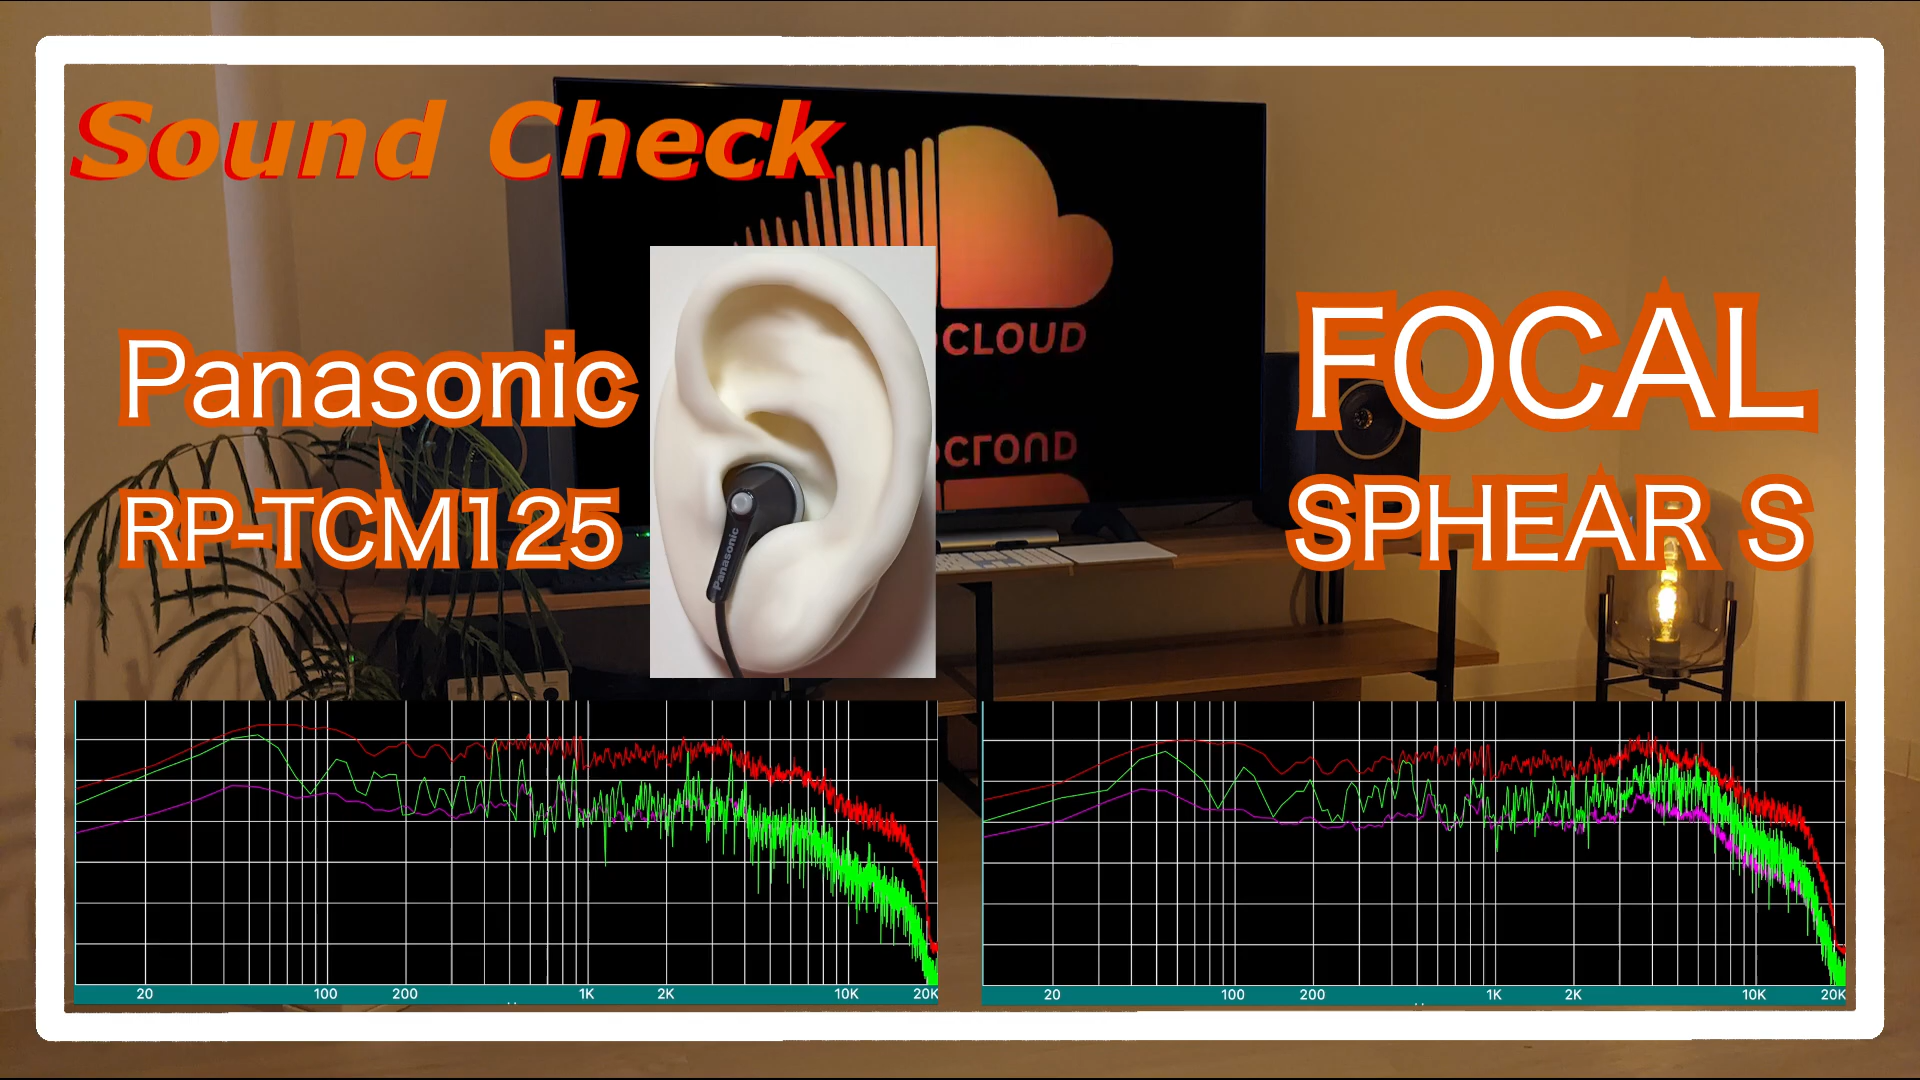 Sound Check
CLOUD
Panasonic
RP-TCM125
Panasonic
FOCAL
SPHEAR S
20 100 200 1K 2K 10K 20K
20 100 200 1K 2K 10K 20K